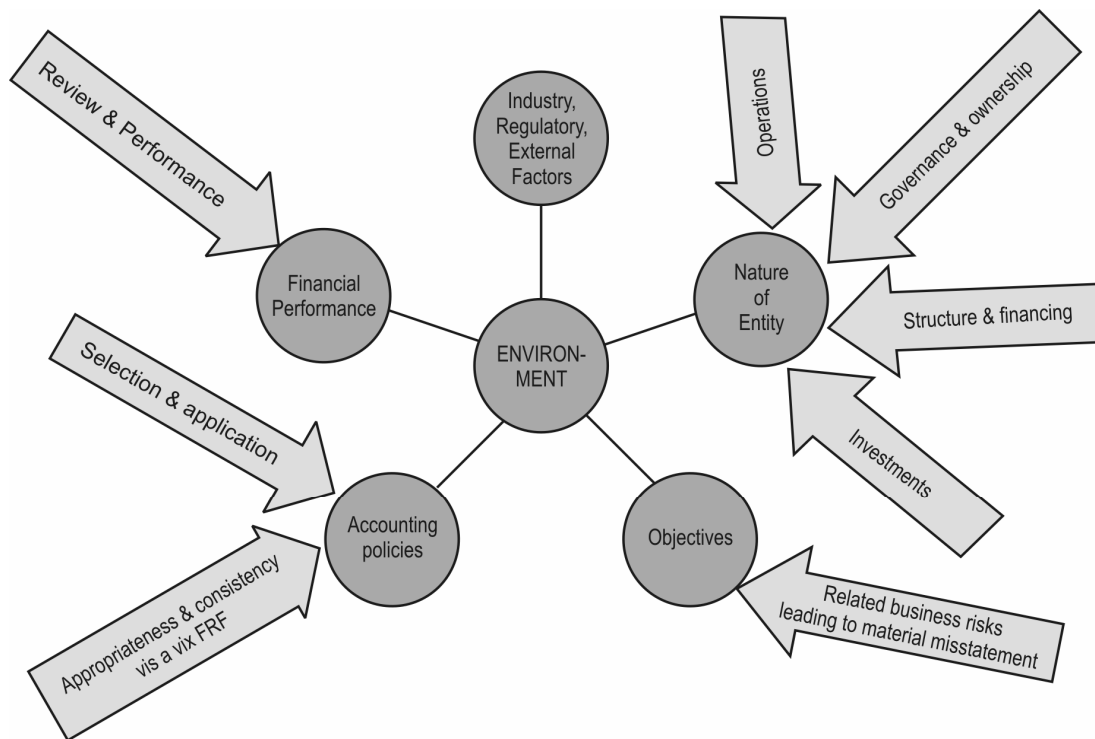 Review & Performance
Industry,
Regulatory,
External
Factors
Operations
Governance & ownership
Financial
Performance
Nature
of
Entity
Structure & financing
ENVIRON-
MENT
Selection & application
Investments
Accounting
policies
Objectives
Appropriateness & consistency
vis a vix FRF
Related business risks
leading to material misstatement